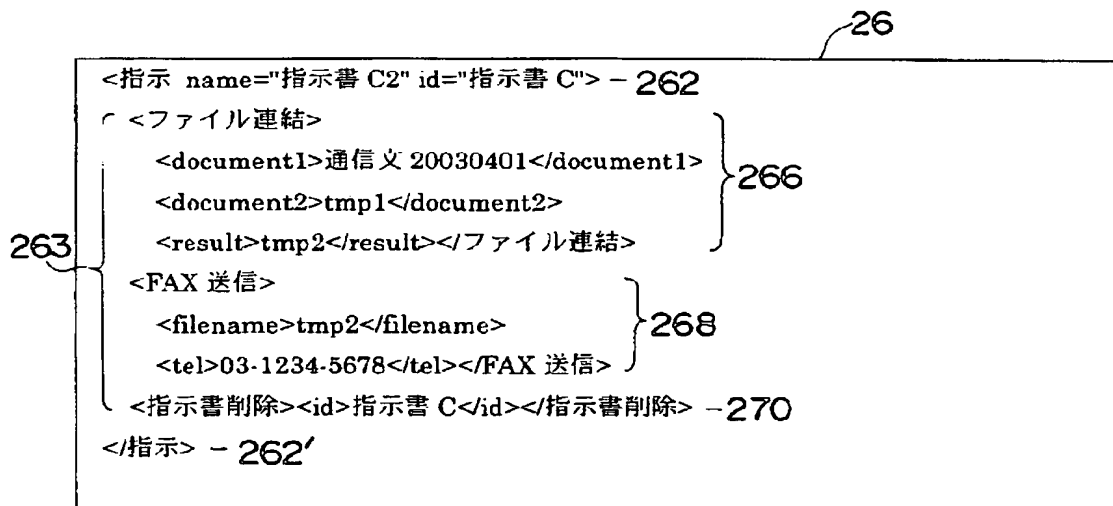 26
<指示 name="指示書 C2" id="指示書 C"> - 262
<ファイル連結>
<document1>通信文 20030401</document1>
266
<document2>tmp1</document2>
263
<result>tmp2</result></ファイル連結>
<FAX 送信>
<filename>tmp2</filename>
268
<tel>03-1234-5678</tel></FAX 送信>
<指示書削除><id>指示書 C</id></指示書削除> - 270
</指示> - 262′